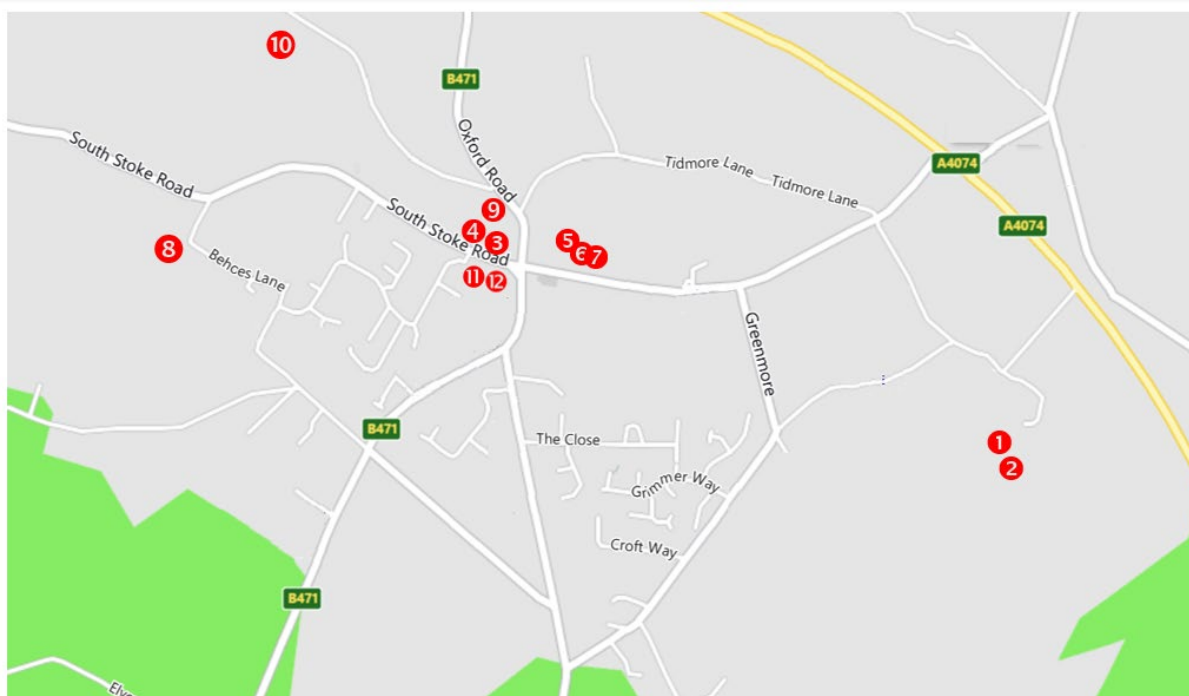 10
B471
Oxford Road
South Stoke Road
Tidmore Lane
Tidmore Lane
A4074
A4074
9
4
South Stoke Road
3
5
6
7
8
Behces Lane
11
12
Greenmore
B471
The Close
1
2
Grimmer Way
Croft Way
B471